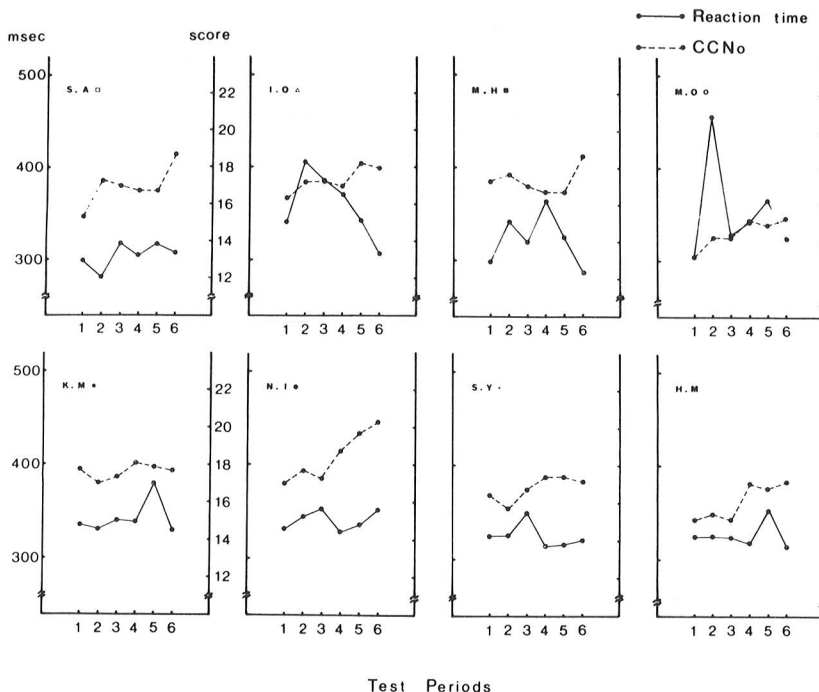 Reaction time
msec score CCNo
500
400
300
22
20
18
16
14
12
S.A
I.O
M.H
M.O
1 2 3 4 5 6
1 2 3 4 5 6
1 2 3 4 5 6
1 2 3 4 5 6
500
400
300
22
20
18
16
14
12
K.M
N.I
S.Y
H.M
1 2 3 4 5 6
1 2 3 4 5 6
1 2 3 4 5 6
1 2 3 4 5 6
Test Periods